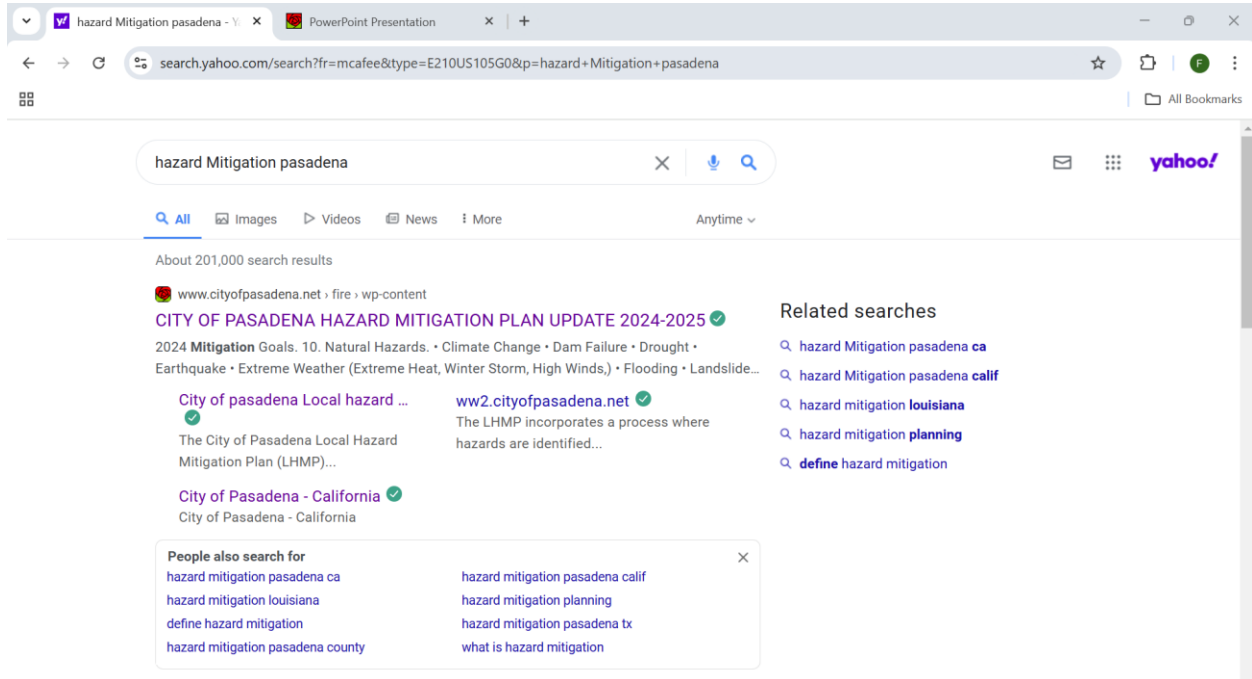 hazard Mitigation pasadena - Y
PowerPoint Presentation
search.yahoo.com/search?fr=mcafee&type=E210US105G0&p=hazard+Mitigation+pasadena
F
All Bookmarks
hazard Mitigation pasadena
yahoo!
All
Images
Videos
News
More
Anytime
About 201,000 search results
www.cityofpasadena.net › fire › wp-content
CITY OF PASADENA HAZARD MITIGATION PLAN UPDATE 2024-2025
2024 Mitigation Goals. 10. Natural Hazards. • Climate Change • Dam Failure • Drought •
Earthquake • Extreme Weather (Extreme Heat, Winter Storm, High Winds,) • Flooding • Landslide...
City of pasadena Local hazard ...
The City of Pasadena Local Hazard
Mitigation Plan (LHMP)...
ww2.cityofpasadena.net
The LHMP incorporates a process where
hazards are identified...
City of Pasadena - California
City of Pasadena - California
People also search for
hazard mitigation pasadena ca
hazard mitigation louisiana
define hazard mitigation
hazard mitigation pasadena county
hazard mitigation pasadena calif
hazard mitigation planning
hazard mitigation pasadena tx
what is hazard mitigation
Related searches
hazard Mitigation pasadena ca
hazard Mitigation pasadena calif
hazard mitigation louisiana
hazard mitigation planning
define hazard mitigation